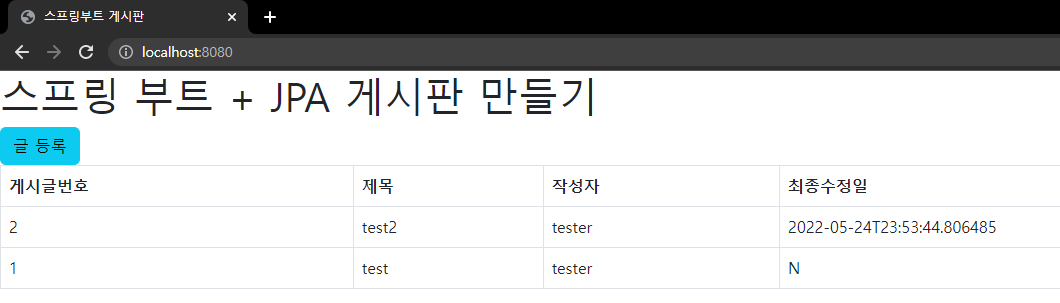 스프링부트 게시판
localhost:8080
스프링 부트 + JPA 게시판 만들기
글 등록
게시글번호 제목 작성자 최종수정일
2 test2 tester 2022-05-24T23:53:44.806485
1 test tester N